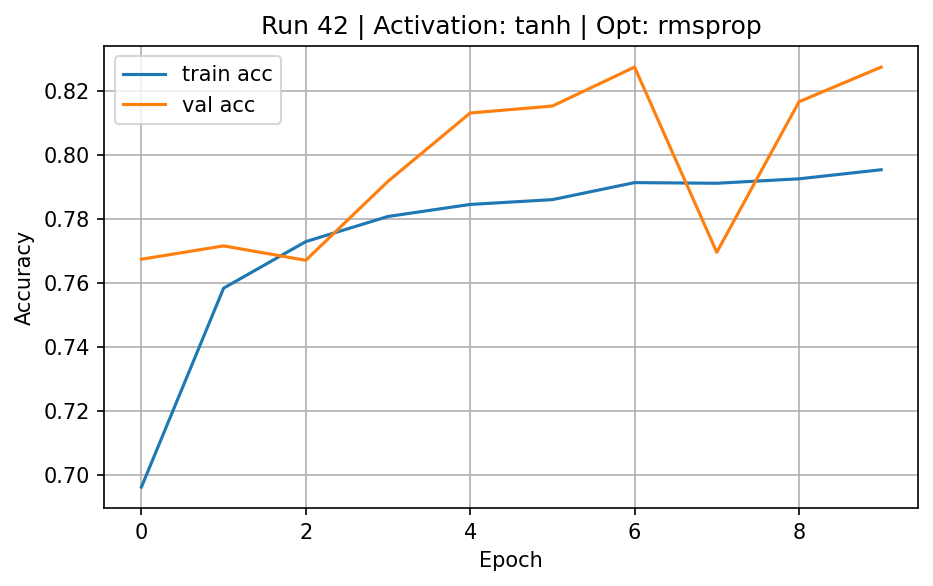 Run 42 | Activation: tanh | Opt: rmsprop
train acc
val acc
0.82
0.80
0.78
0.76
0.74
0.72
0.70
Accuracy
0 2 4 6 8
Epoch